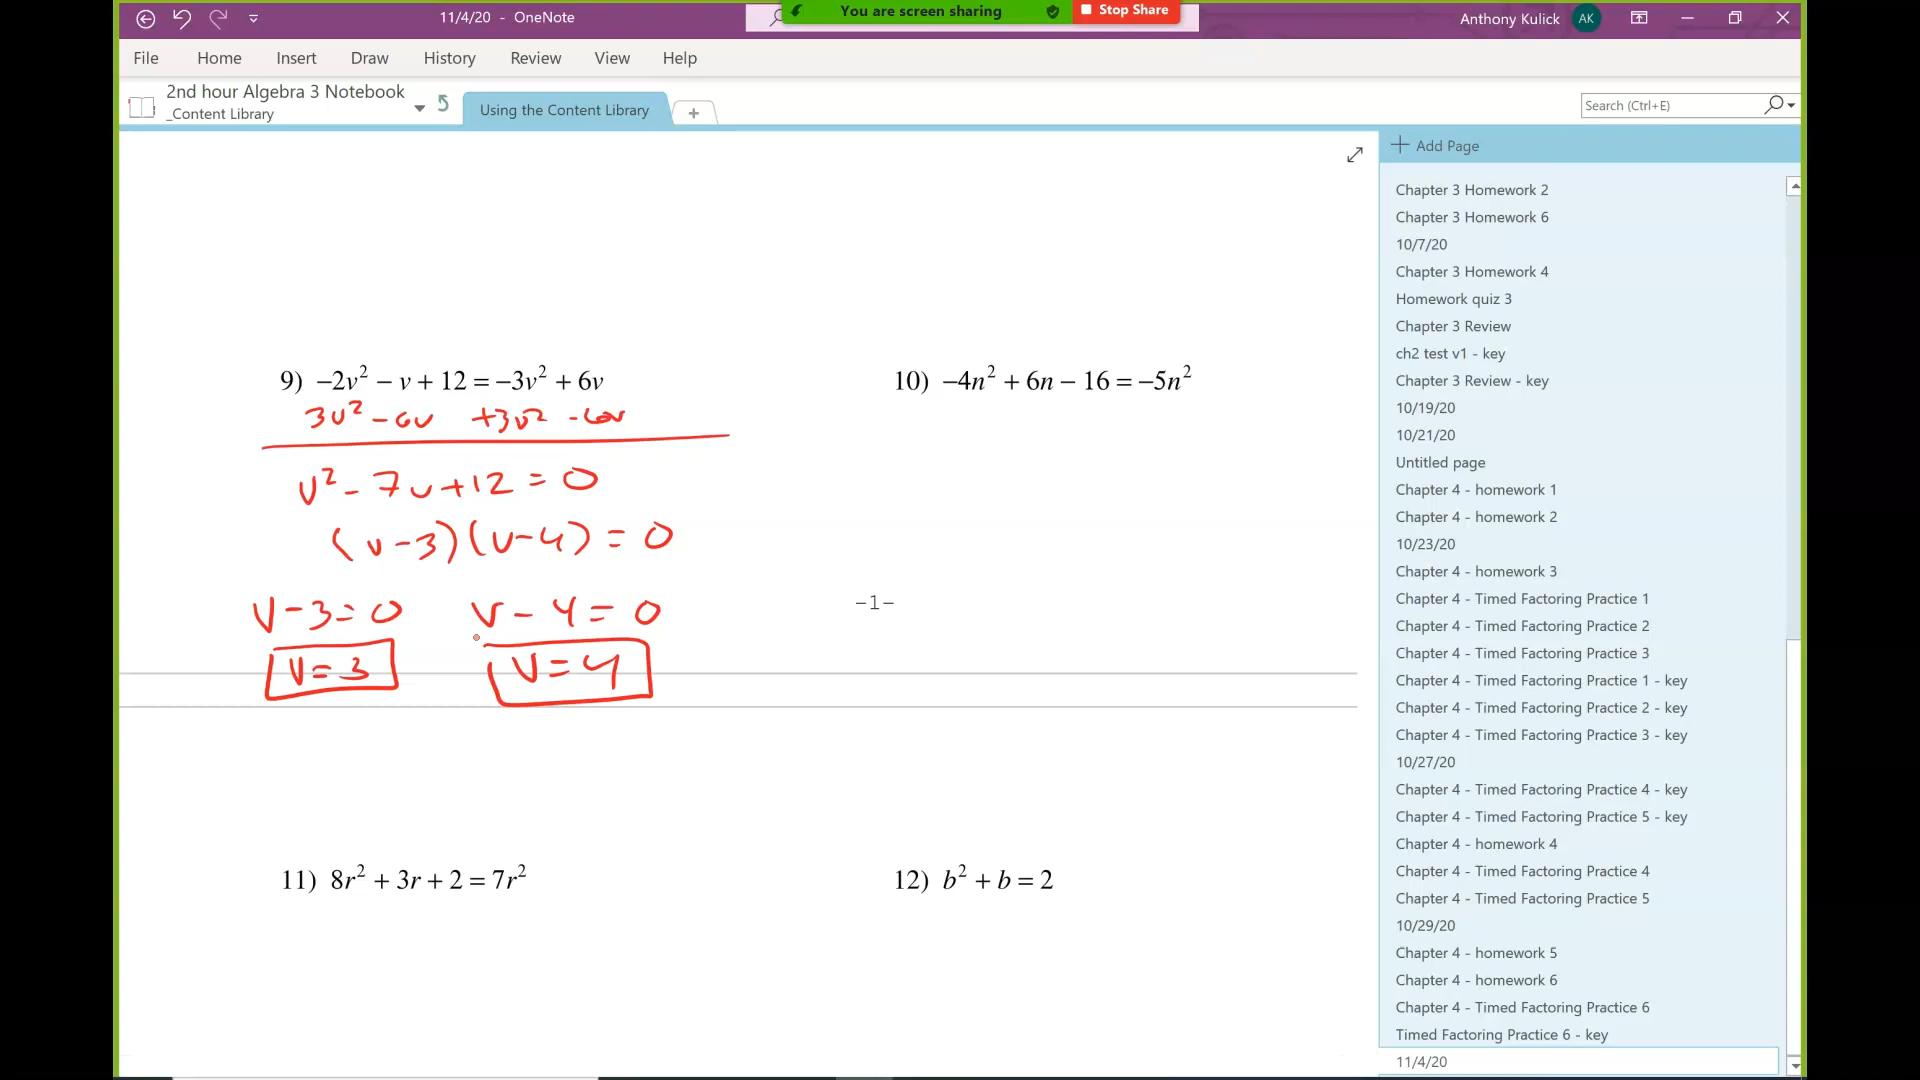 11/4/20 - OneNote
You are screen sharing
Stop Share
Anthony Kulick
AK
File Home Insert Draw History Review View Help
2nd hour Algebra 3 Notebook
_Content Library
Using the Content Library
+
Search (Ctrl+E)
9) −2v² − v + 12 = −3v² + 6v
3v² − 6v +3v² − 6v
v² − 7v + 12 = 0
(v − 3)(v − 4) = 0
v − 3 = 0 v − 4 = 0
v = 3 v = 4
10) −4n² + 6n − 16 = −5n²
-1-
11) 8r² + 3r + 2 = 7r²
12) b² + b = 2
Add Page
Chapter 3 Homework 2
Chapter 3 Homework 6
10/7/20
Chapter 3 Homework 4
Homework quiz 3
Chapter 3 Review
ch2 test v1 - key
Chapter 3 Review - key
10/19/20
10/21/20
Untitled page
Chapter 4 - homework 1
Chapter 4 - homework 2
10/23/20
Chapter 4 - homework 3
Chapter 4 - Timed Factoring Practice 1
Chapter 4 - Timed Factoring Practice 2
Chapter 4 - Timed Factoring Practice 3
Chapter 4 - Timed Factoring Practice 1 - key
Chapter 4 - Timed Factoring Practice 2 - key
Chapter 4 - Timed Factoring Practice 3 - key
10/27/20
Chapter 4 - Timed Factoring Practice 4 - key
Chapter 4 - Timed Factoring Practice 5 - key
Chapter 4 - homework 4
Chapter 4 - Timed Factoring Practice 4
Chapter 4 - Timed Factoring Practice 5
10/29/20
Chapter 4 - homework 5
Chapter 4 - homework 6
Chapter 4 - Timed Factoring Practice 6
Timed Factoring Practice 6 - key
11/4/20